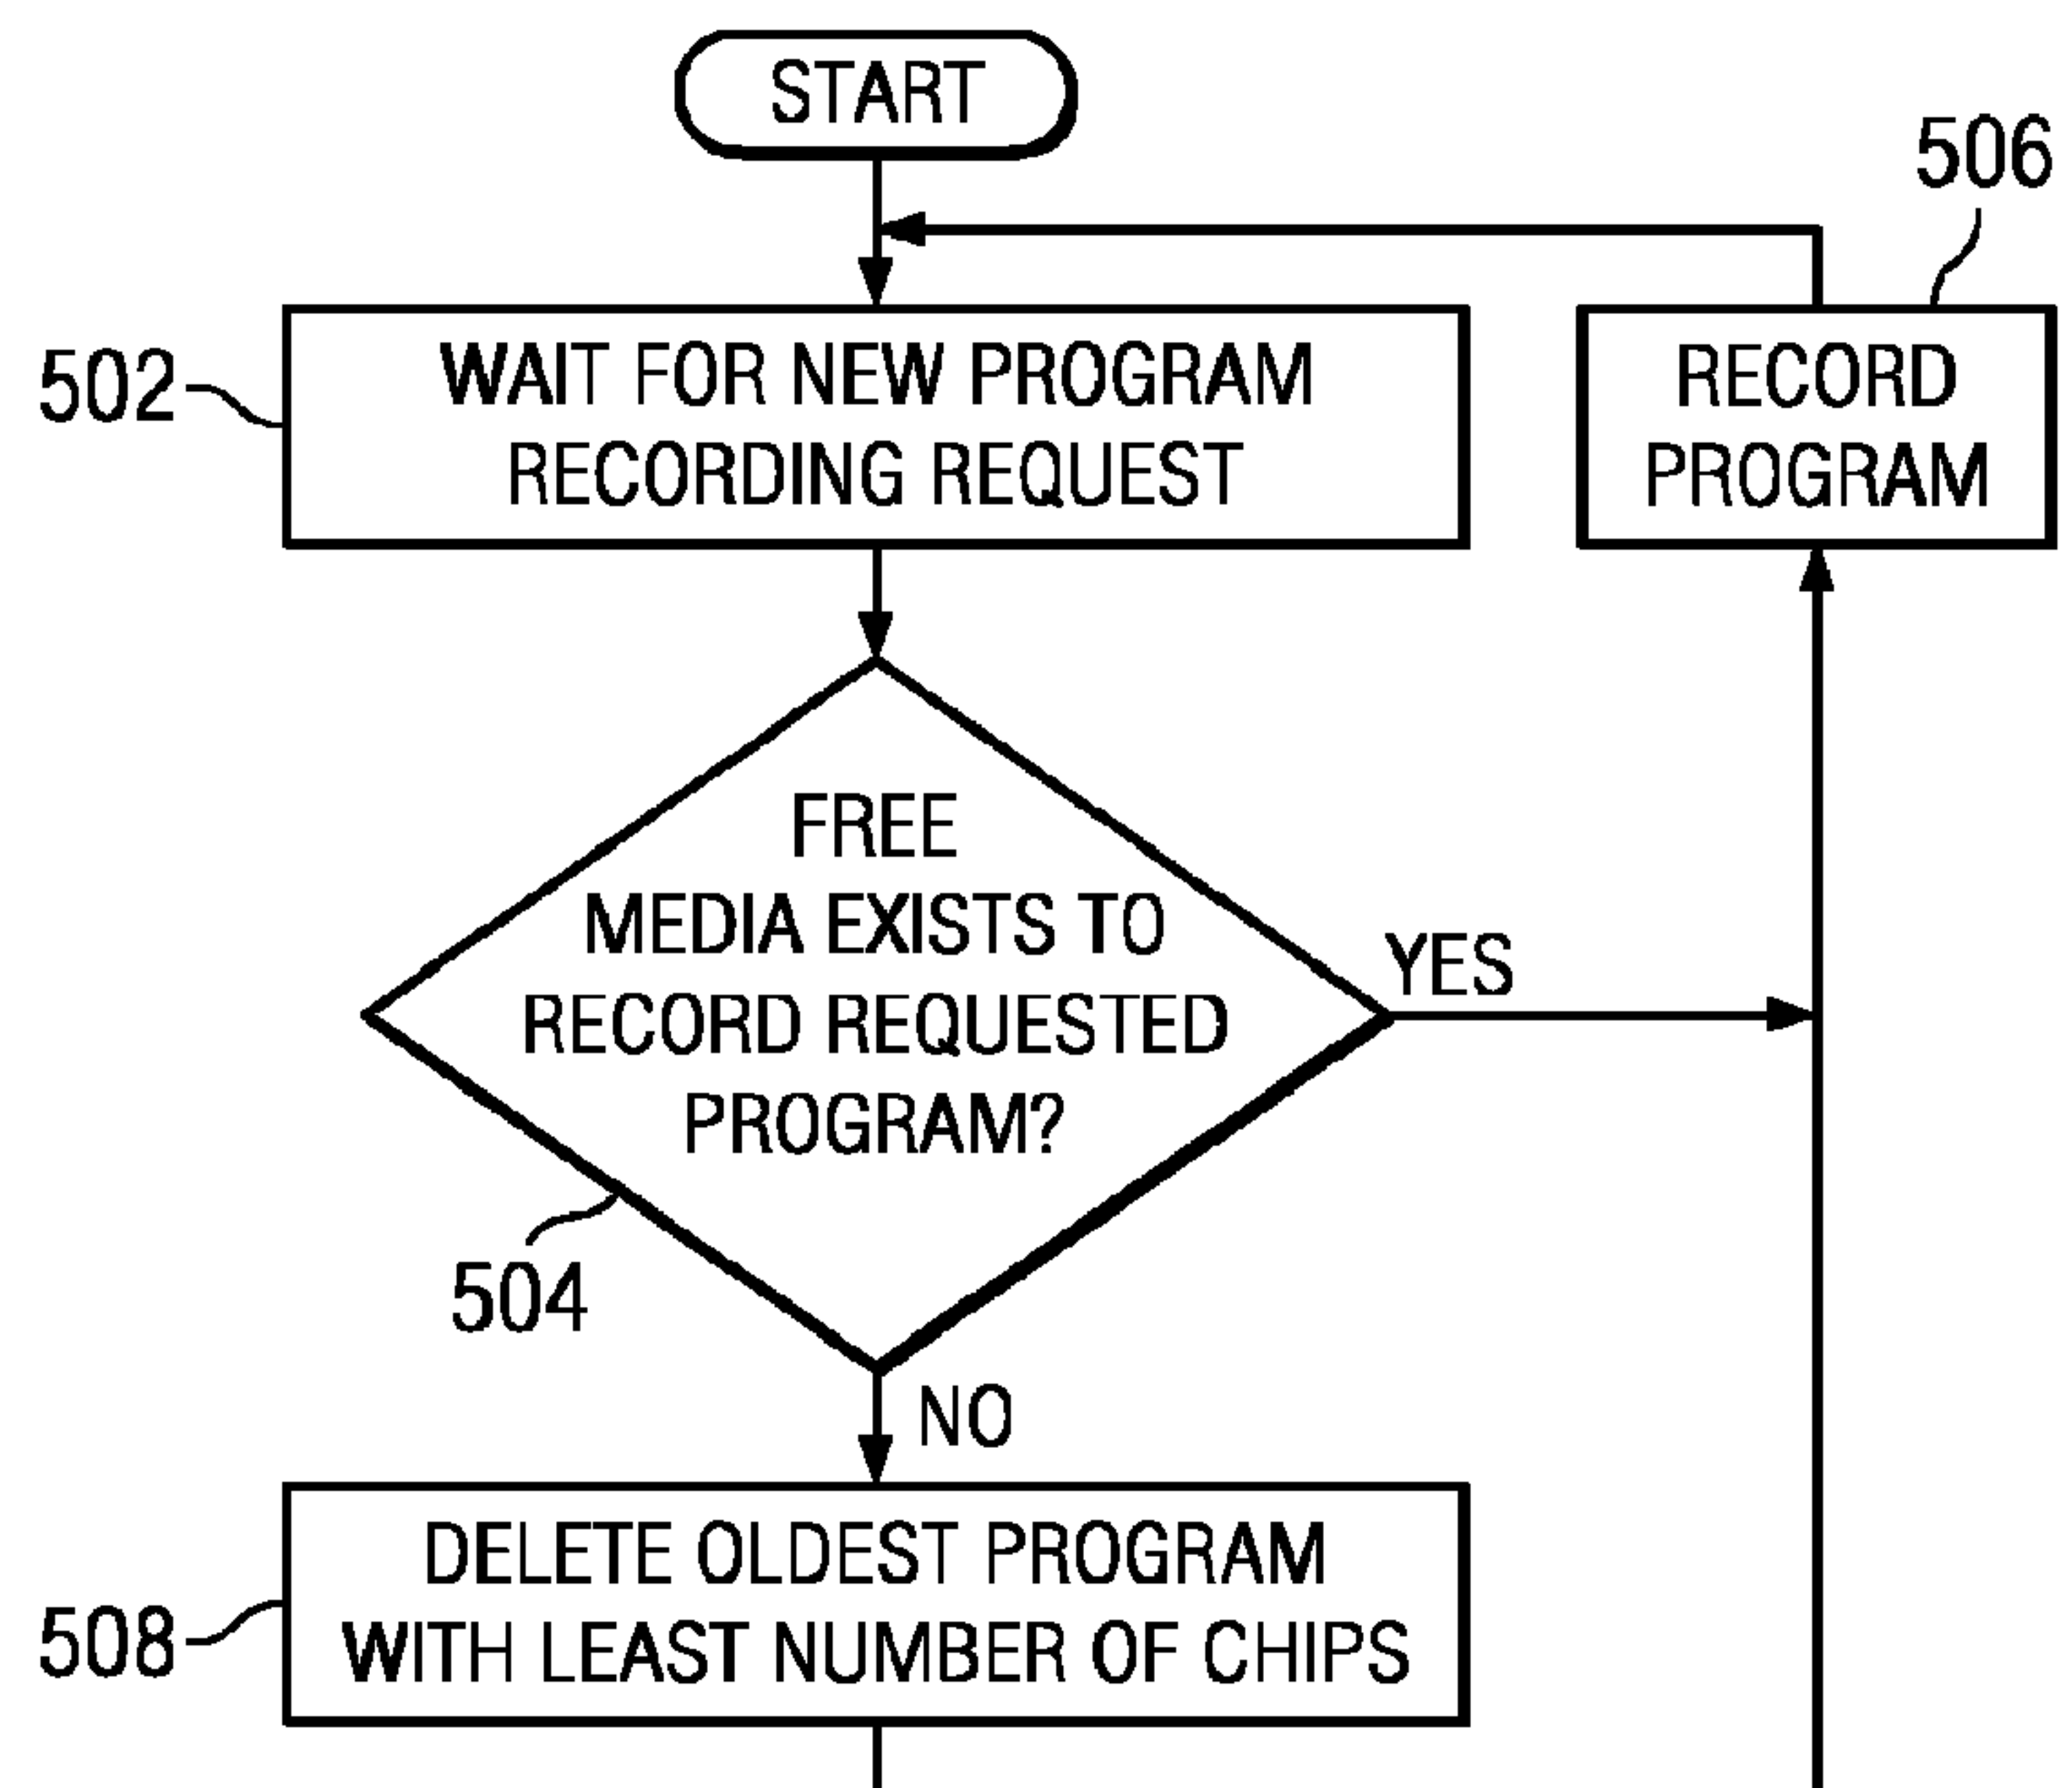 START
506
502
WAIT FOR NEW PROGRAM
RECORDING REQUEST
RECORD
PROGRAM
FREE
MEDIA EXISTS TO
RECORD REQUESTED
PROGRAM?
YES
504
NO
508
DELETE OLDEST PROGRAM
WITH LEAST NUMBER OF CHIPS